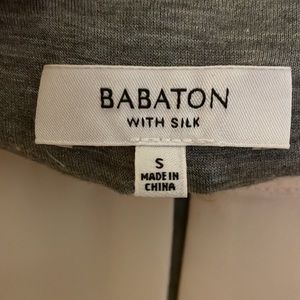 BABATON
WITH SILK
S
MADE IN
CHINA